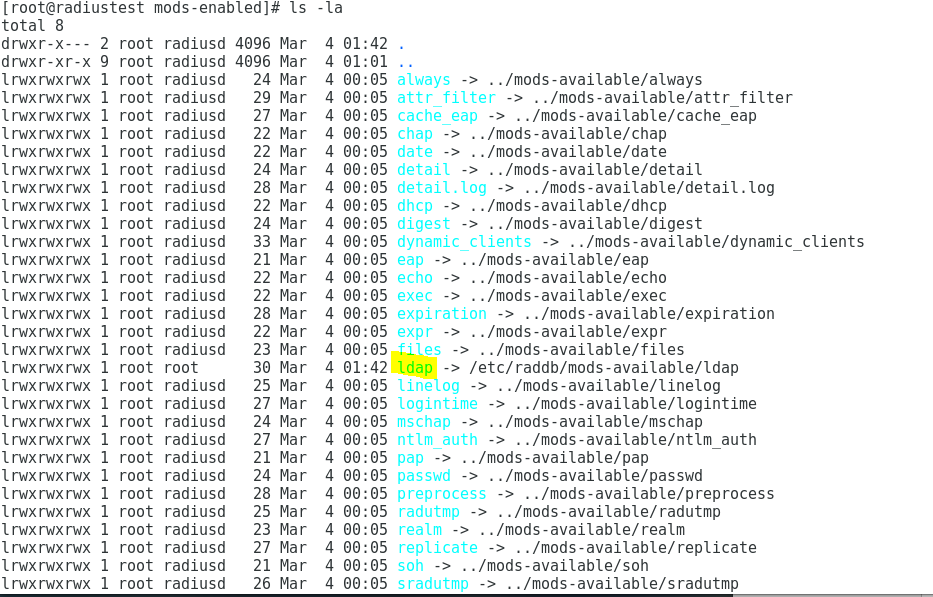 [root@radiustest mods-enabled]# ls -la
total 8
drwxr-x--- 2 root radiusd 4096 Mar  4 01:42 .
drwxr-xr-x 9 root radiusd 4096 Mar  4 01:01 ..
lrwxrwxrwx 1 root radiusd   24 Mar  4 00:05 always -> ../mods-available/always
lrwxrwxrwx 1 root radiusd   29 Mar  4 00:05 attr_filter -> ../mods-available/attr_filter
lrwxrwxrwx 1 root radiusd   27 Mar  4 00:05 cache_eap -> ../mods-available/cache_eap
lrwxrwxrwx 1 root radiusd   22 Mar  4 00:05 chap -> ../mods-available/chap
lrwxrwxrwx 1 root radiusd   22 Mar  4 00:05 date -> ../mods-available/date
lrwxrwxrwx 1 root radiusd   24 Mar  4 00:05 detail -> ../mods-available/detail
lrwxrwxrwx 1 root radiusd   28 Mar  4 00:05 detail.log -> ../mods-available/detail.log
lrwxrwxrwx 1 root radiusd   22 Mar  4 00:05 dhcp -> ../mods-available/dhcp
lrwxrwxrwx 1 root radiusd   24 Mar  4 00:05 digest -> ../mods-available/digest
lrwxrwxrwx 1 root radiusd   33 Mar  4 00:05 dynamic_clients -> ../mods-available/dynamic_clients
lrwxrwxrwx 1 root radiusd   21 Mar  4 00:05 eap -> ../mods-available/eap
lrwxrwxrwx 1 root radiusd   22 Mar  4 00:05 echo -> ../mods-available/echo
lrwxrwxrwx 1 root radiusd   22 Mar  4 00:05 exec -> ../mods-available/exec
lrwxrwxrwx 1 root radiusd   28 Mar  4 00:05 expiration -> ../mods-available/expiration
lrwxrwxrwx 1 root radiusd   22 Mar  4 00:05 expr -> ../mods-available/expr
lrwxrwxrwx 1 root radiusd   23 Mar  4 00:05 files -> ../mods-available/files
lrwxrwxrwx 1 root root      30 Mar  4 01:42 ldap -> /etc/raddb/mods-available/ldap
lrwxrwxrwx 1 root radiusd   25 Mar  4 00:05 linelog -> ../mods-available/linelog
lrwxrwxrwx 1 root radiusd   27 Mar  4 00:05 logintime -> ../mods-available/logintime
lrwxrwxrwx 1 root radiusd   24 Mar  4 00:05 mschap -> ../mods-available/mschap
lrwxrwxrwx 1 root radiusd   27 Mar  4 00:05 ntlm_auth -> ../mods-available/ntlm_auth
lrwxrwxrwx 1 root radiusd   21 Mar  4 00:05 pap -> ../mods-available/pap
lrwxrwxrwx 1 root radiusd   24 Mar  4 00:05 passwd -> ../mods-available/passwd
lrwxrwxrwx 1 root radiusd   28 Mar  4 00:05 preprocess -> ../mods-available/preprocess
lrwxrwxrwx 1 root radiusd   25 Mar  4 00:05 radutmp -> ../mods-available/radutmp
lrwxrwxrwx 1 root radiusd   23 Mar  4 00:05 realm -> ../mods-available/realm
lrwxrwxrwx 1 root radiusd   27 Mar  4 00:05 replicate -> ../mods-available/replicate
lrwxrwxrwx 1 root radiusd   21 Mar  4 00:05 soh -> ../mods-available/soh
lrwxrwxrwx 1 root radiusd   26 Mar  4 00:05 sradutmp -> ../mods-available/sradutmp